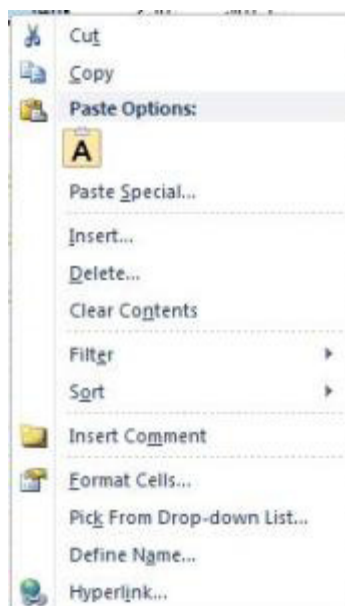 Cut
Copy
Paste Options:
A
Paste Special...
Insert...
Delete...
Clear Contents
Filter
Sort
Insert Comment
Format Cells...
Pick From Drop-down List...
Define Name...
Hyperlink...